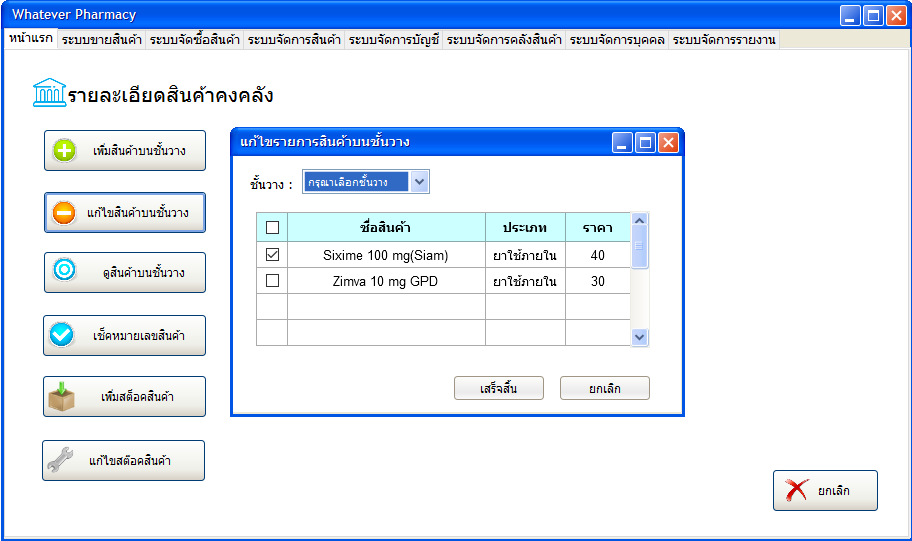 Whatever Pharmacy
หน้าแรก ระบบขายสินค้า ระบบจัดซื้อสินค้า ระบบจัดการสินค้า ระบบจัดการบัญชี ระบบจัดการคลังสินค้า ระบบจัดการบุคคล ระบบจัดการรายงาน
รายละเอียดสินค้าคงคลัง
เพิ่มสินค้าบนชั้นวาง
แก้ไขสินค้าบนชั้นวาง
ดูสินค้าบนชั้นวาง
เช็คหมายเลขสินค้า
เพิ่มสต็อคสินค้า
แก้ไขสต๊อคสินค้า
แก้ไขรายการสินค้าบนชั้นวาง
ชั้นวาง : กรุณาเลือกชั้นวาง
ชื่อสินค้า ประเภท ราคา
Sixime 100 mg(Siam) ยาใช้ภายใน 40
Zimva 10 mg GPD ยาใช้ภายใน 30
เสร็จสิ้น ยกเลิก
ยกเลิก